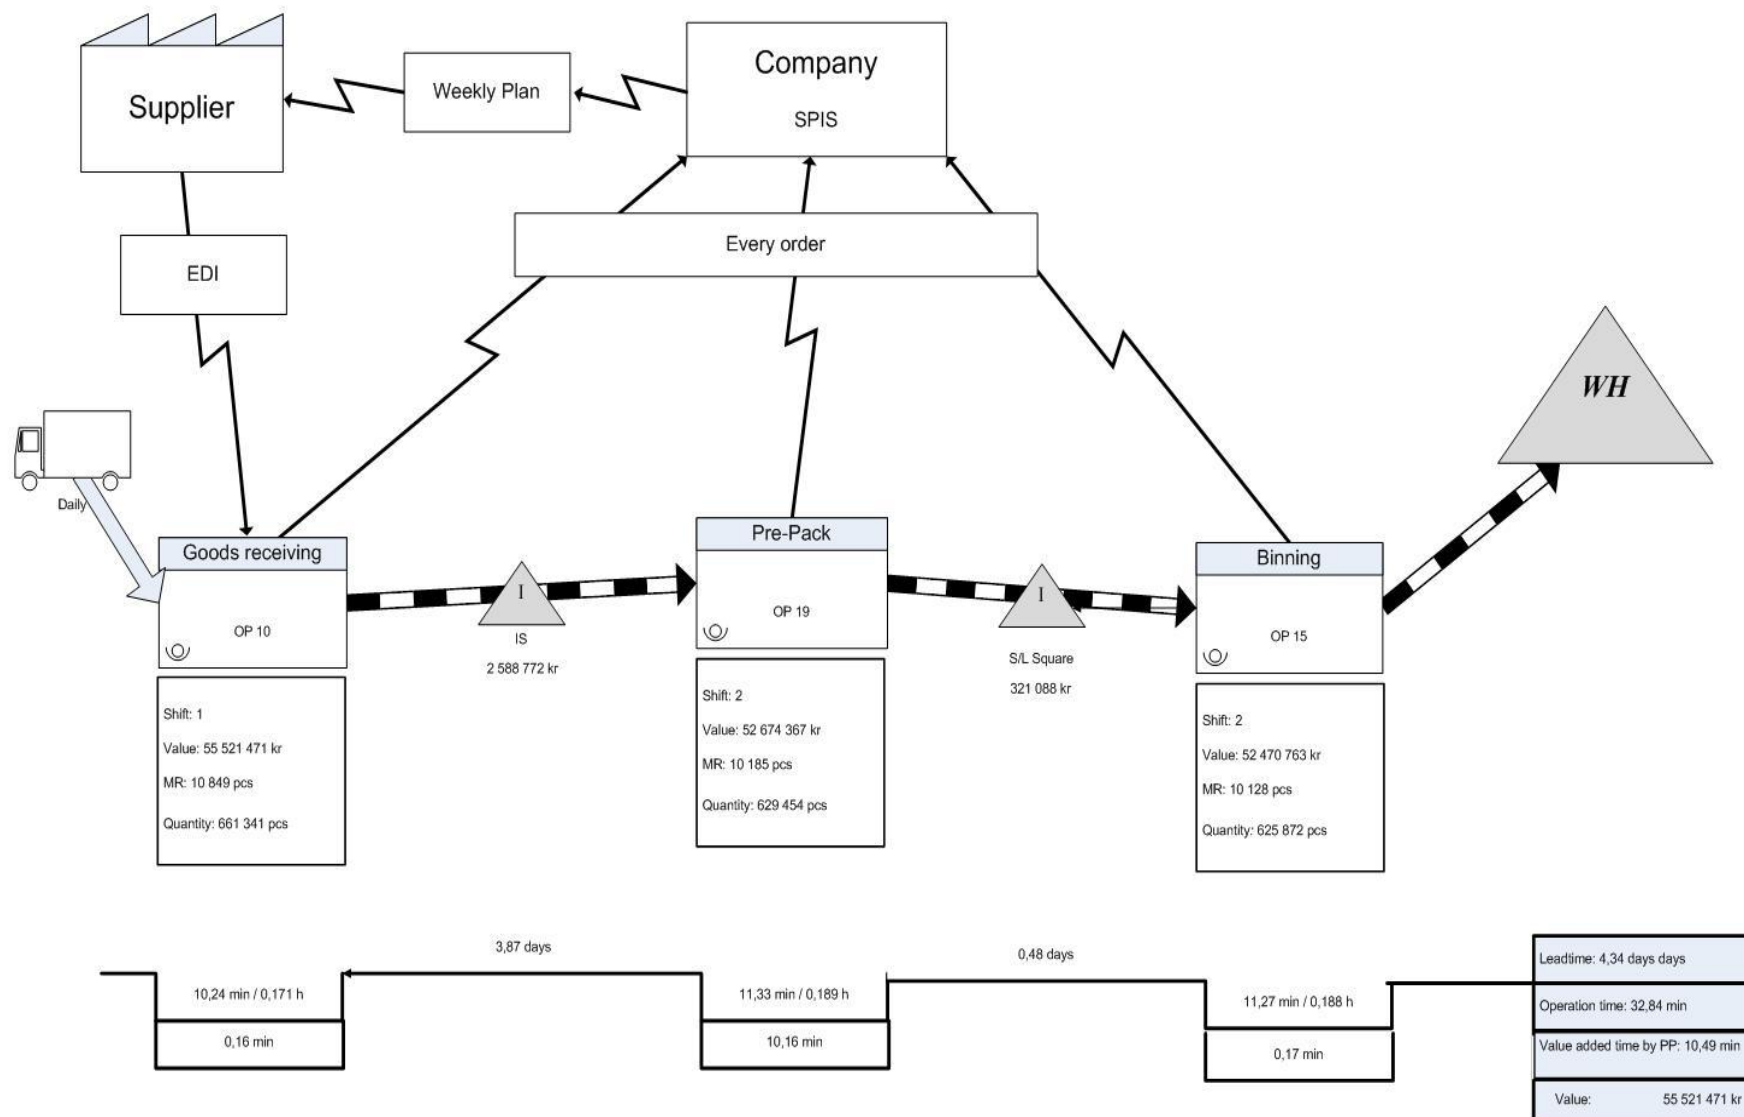 Supplier
Weekly Plan
Company
SPIS
Every order
EDI
WH
Daily
Goods receiving
OP 10
Shift: 1
Value: 55 521 471 kr
MR: 10 849 pcs
Quantity: 661 341 pcs
I
IS
2 588 772 kr
Pre-Pack
OP 19
Shift: 2
Value: 52 674 367 kr
MR: 10 185 pcs
Quantity: 629 454 pcs
I
S/L Square
321 088 kr
Binning
OP 15
Shift: 2
Value: 52 470 763 kr
MR: 10 128 pcs
Quantity: 625 872 pcs
10,24 min / 0,171 h
0,16 min
3,87 days
11,33 min / 0,189 h
10,16 min
0,48 days
11,27 min / 0,188 h
0,17 min
Leadtime: 4,34 days days
Operation time: 32,84 min
Value added time by PP: 10,49 min
Value: 55 521 471 kr